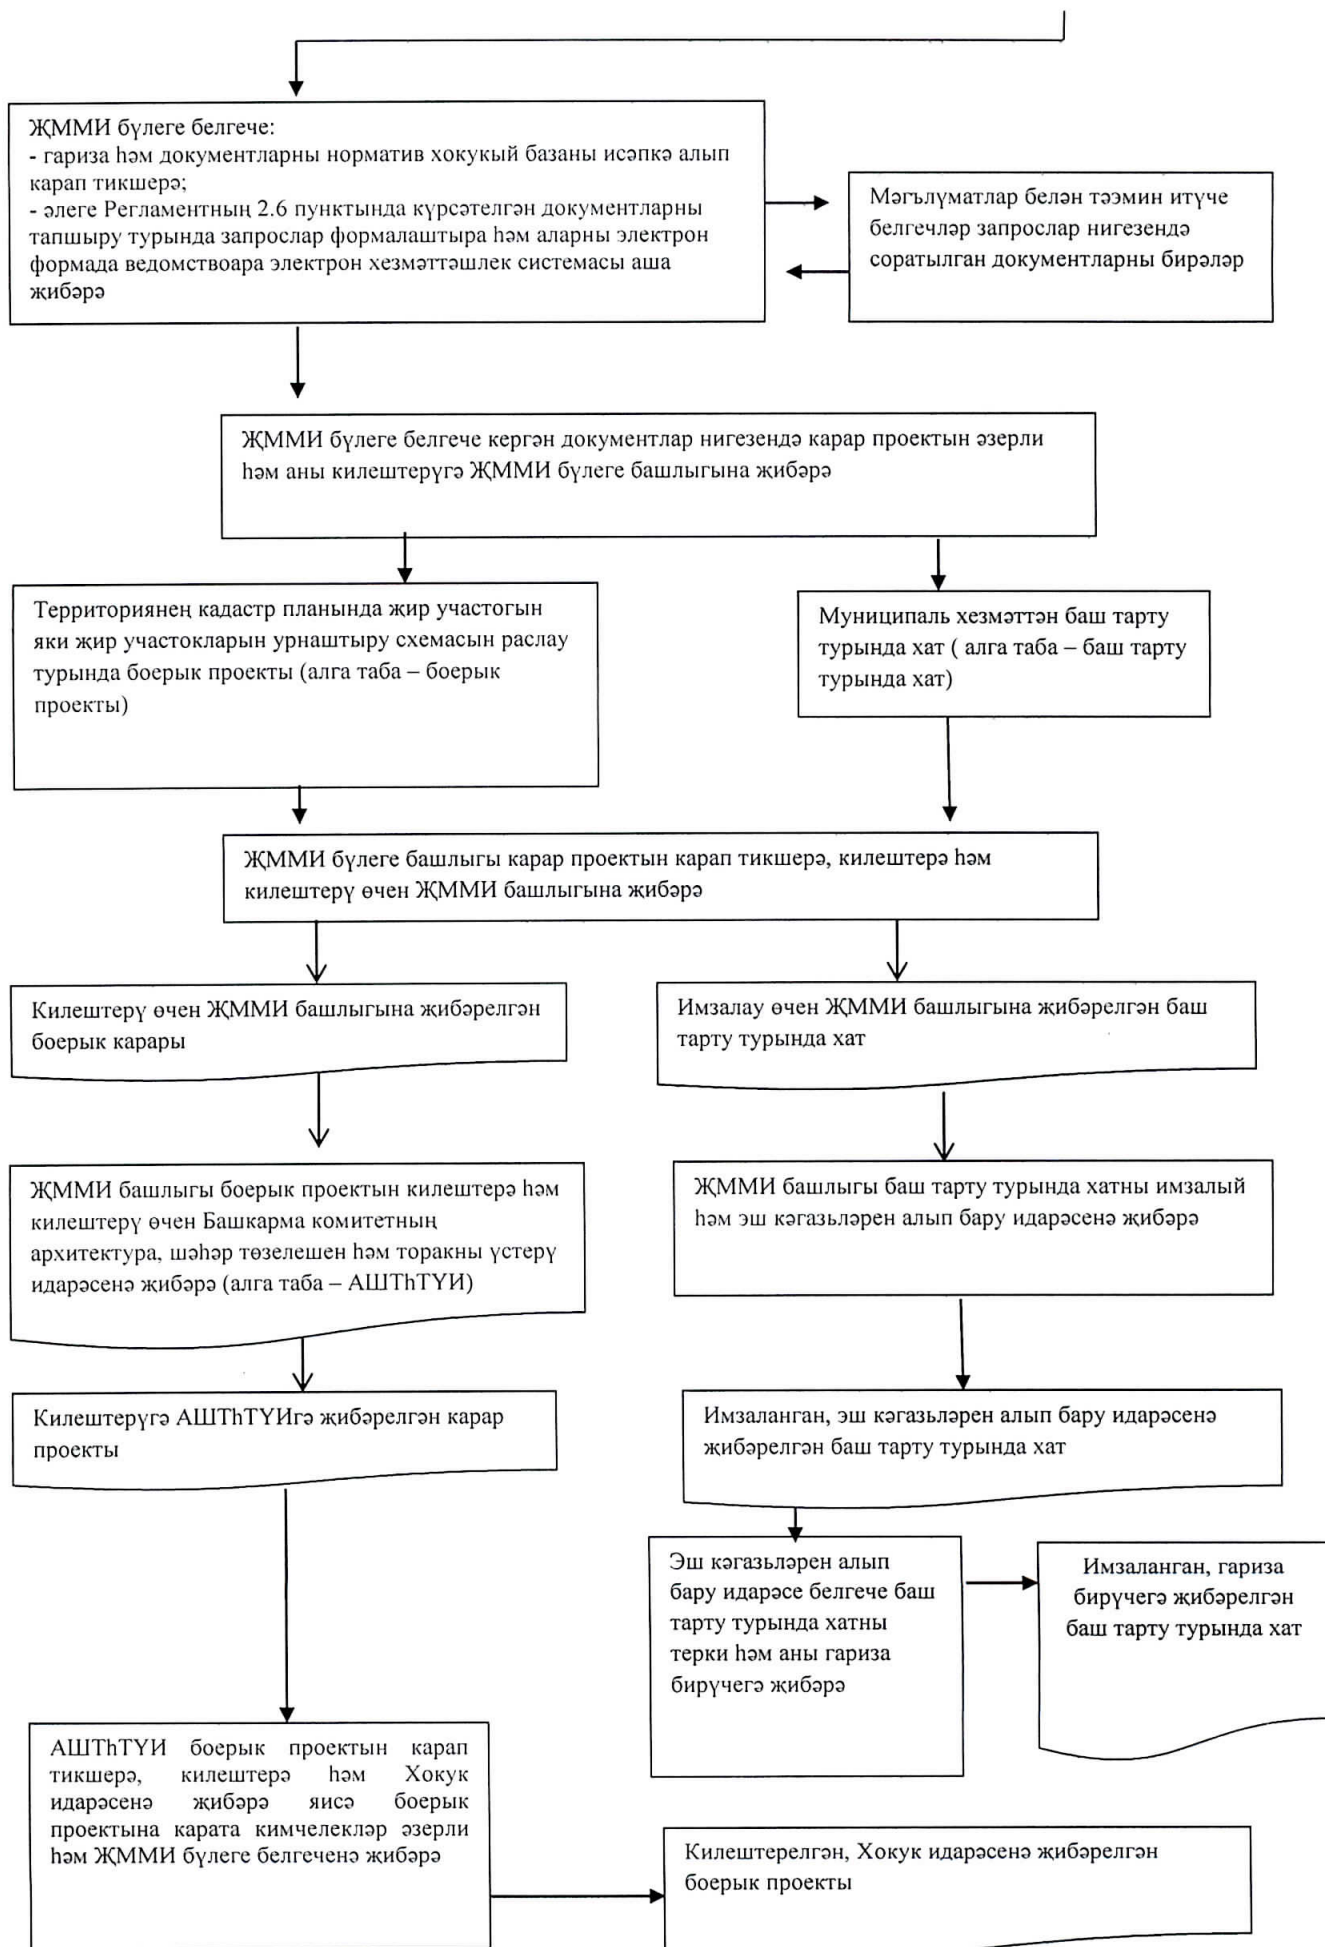 ҖММИ бүлеге белгече:
- гариза һәм документларны норматив хокукый базаны исәпкә алып
карап тикшерә;
- әлеге Регламентның 2.6 пунктында күрсәтелгән документларны
тапшыру турында запрослар формалаштыра һәм аларны электрон
формада ведомствоара электрон хезмәттәшлек системасы аша
җибәрә
Мәгълүматлар белән тәэмин итүче
белгечләр запрослар нигезендә
соратылган документларны бирәләр
ҖММИ бүлеге белгече кергән документлар нигезендә карар проектын әзерли
һәм аны килештерүгә ҖММИ бүлеге башлыгына җибәрә
Территориянең кадастр планында җир участогын
яки җир участокларын урнаштыру схемасын раслау
турында боерык проекты (алга таба – боерык
проекты)
Муниципаль хезмәттән баш тарту
турында хат ( алга таба – баш тарту
турында хат)
ҖММИ бүлеге башлыгы карар проектын карап тикшерә, килештерә һәм
килештерү өчен ҖММИ башлыгына җибәрә
Килештерү өчен ҖММИ башлыгына җибәрелгән
боерык карары
Имзалау өчен ҖММИ башлыгына җибәрелгән баш
тарту турында хат
ҖММИ башлыгы боерык проектын килештерә һәм
килештерү өчен Башкарма комитетның
архитектура, шәһәр төзелешен һәм торакны үстерү
идарәсенә җибәрә (алга таба – АШТһТҮИ)
ҖММИ башлыгы баш тарту турында хатны имзалый
һәм эш кәгазьләрен алып бару идарәсенә җибәрә
Килештерүгә АШТһТҮИгә җибәрелгән карар
проекты
Имзаланган, эш кәгазьләрен алып бару идарәсенә
җибәрелгән баш тарту турында хат
Эш кәгазьләрен алып
бару идарәсе белгече баш
тарту турында хатны
терки һәм аны гариза
бирүчегә җибәрә
Имзаланган, гариза
бирүчегә җибәрелгән
баш тарту турында хат
АШТһТҮИ боерык проектын карап
тикшерә, килештерә һәм Хокук
идарәсенә җибәрә яисә боерык
проектына карата кимчелекләр әзерли
һәм ҖММИ бүлеге белгеченә җибәрә
Килештерелгән, Хокук идарәсенә җибәрелгән
боерык проекты